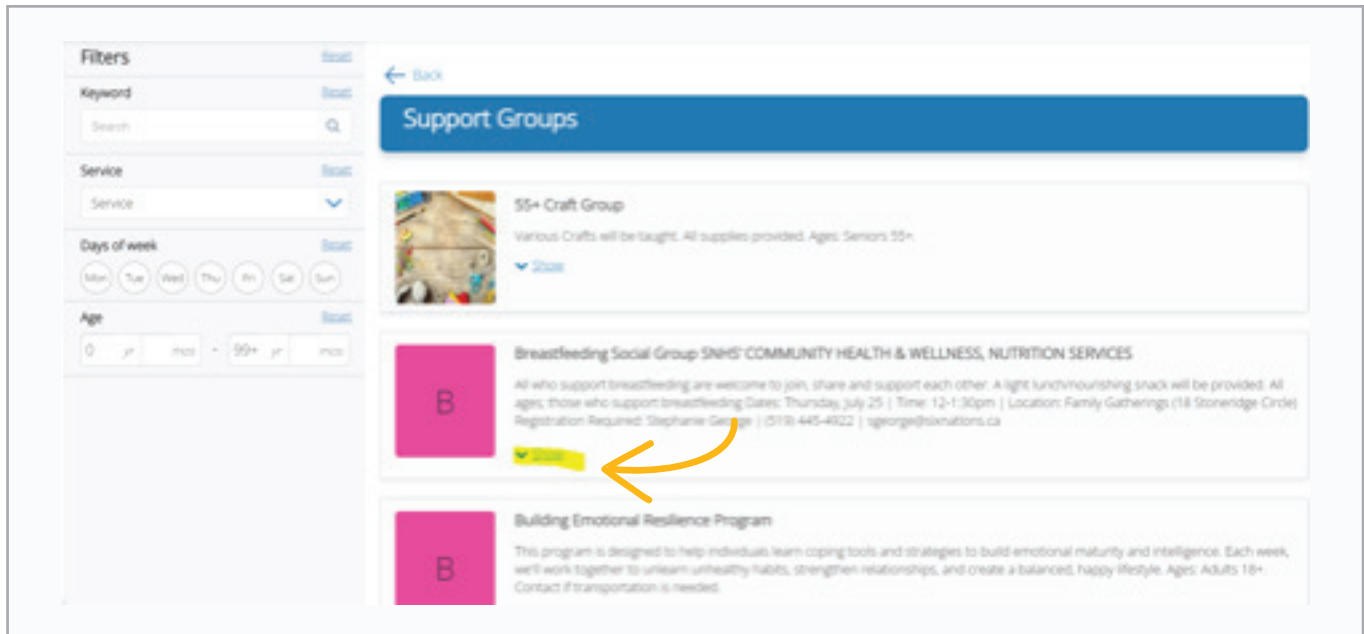 Filters Reset
Keyword Reset
Search
Service Reset
Service
Days of week Reset
Mon Tue Wed Thu Fri Sat Sun
Age Reset
0 yr mos - 99+ yr mos
Back
Support Groups
55+ Craft Group
Various Crafts will be taught. All supplies provided. Ages: Seniors 55+.
Show
B
Breastfeeding Social Group SNHS' COMMUNITY HEALTH & WELLNESS, NUTRITION SERVICES
All who support breastfeeding are welcome to join, share and support each other. A light lunch/nourishing snack will be provided. All
ages; those who support breastfeeding Dates: Thursday, July 25 | Time: 12-1:30pm | Location: Family Gatherings (18 Stoneridge Circle)
Registration Required: Stephanie George | (519) 445-4922 | sgeorge@sixnations.ca
Show
B
Building Emotional Resilience Program
This program is designed to help individuals learn coping tools and strategies to build emotional maturity and intelligence. Each week,
we'll work together to unlearn unhealthy habits, strengthen relationships, and create a balanced, happy lifestyle. Ages: Adults 18+.
Contact if transportation is needed.